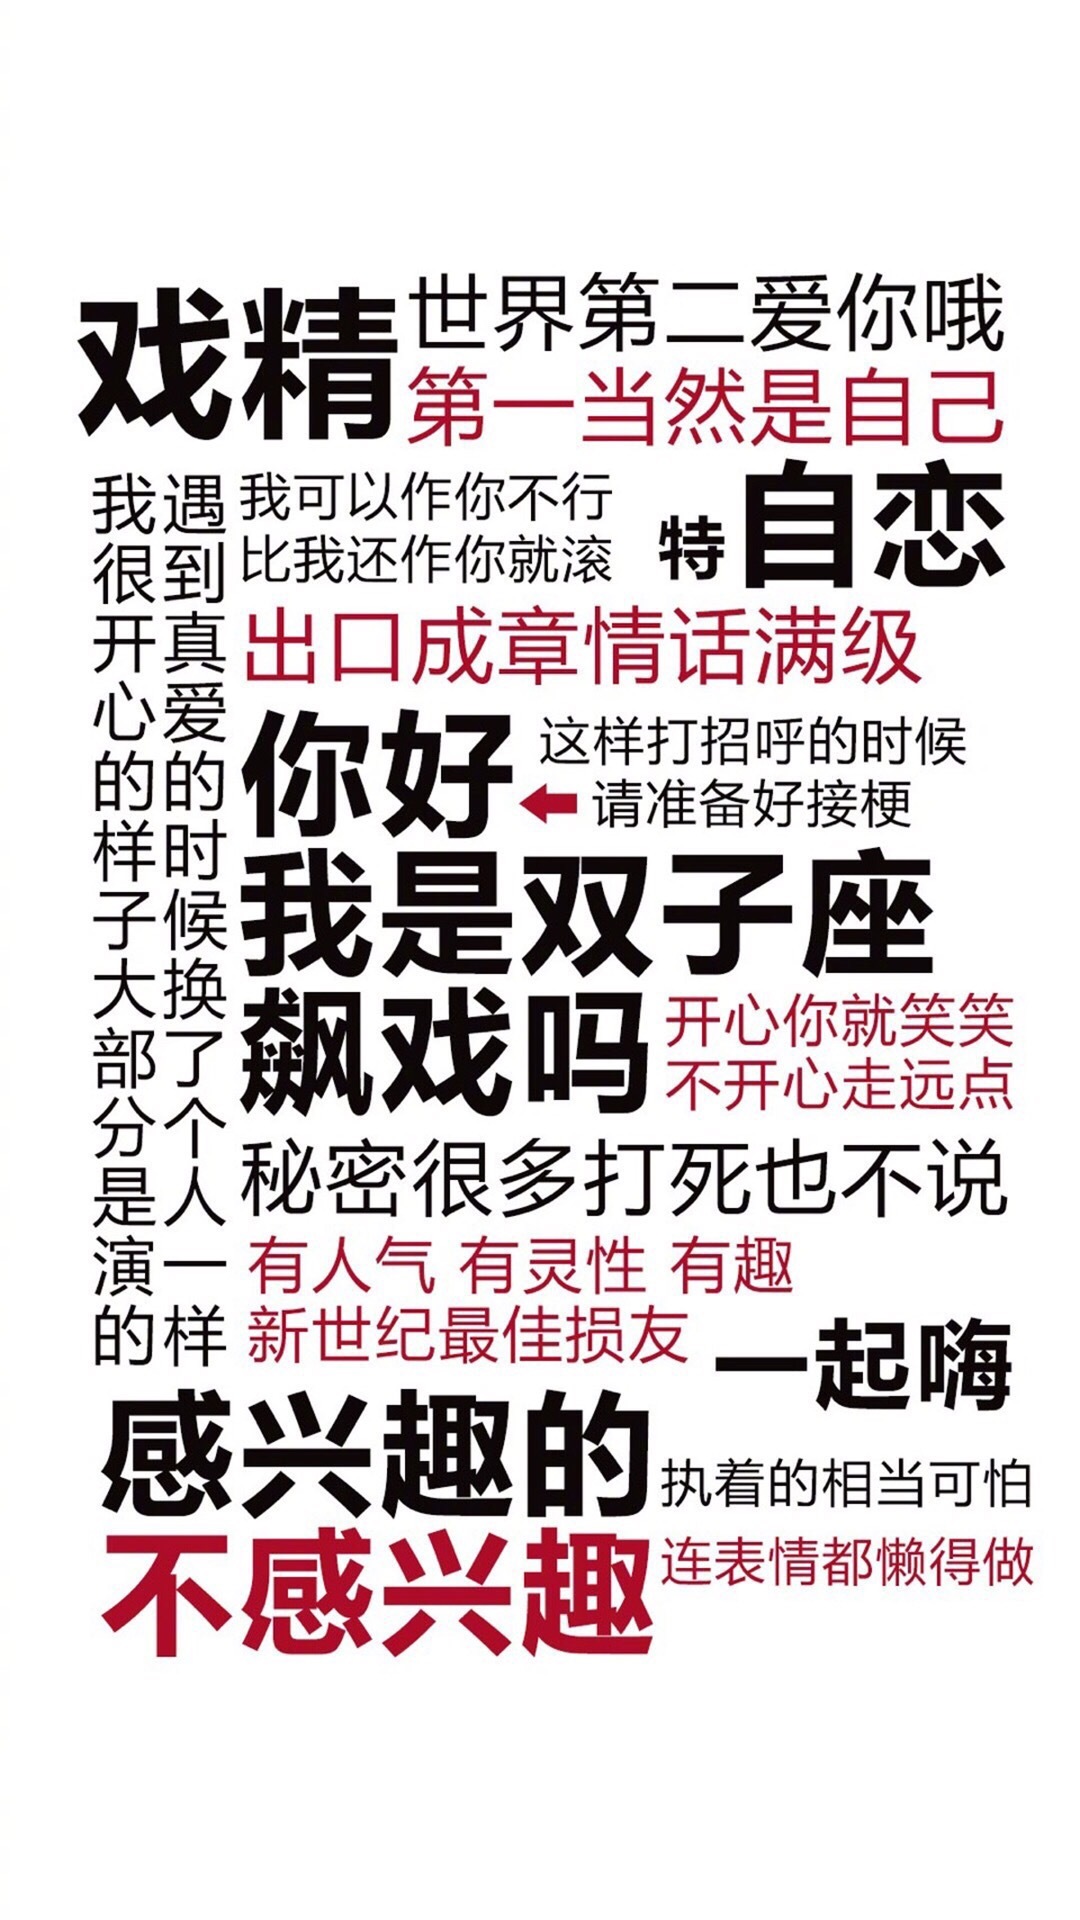 戏精
世界第二爱你哦
第一当然是自己
我可以作你不行
比我还作你就滚
特自恋
遇到真爱的时候换了个人一样
我很开心的样子大部分是演的
出口成章情话满级
你好
这样打招呼的时候
请准备好接梗
我是双子座
飙戏吗
开心你就笑笑
不开心走远点
秘密很多打死也不说
有人气 有灵性 有趣
新世纪最佳损友
一起嗨
感兴趣的
执着的相当可怕
不感兴趣
连表情都懒得做